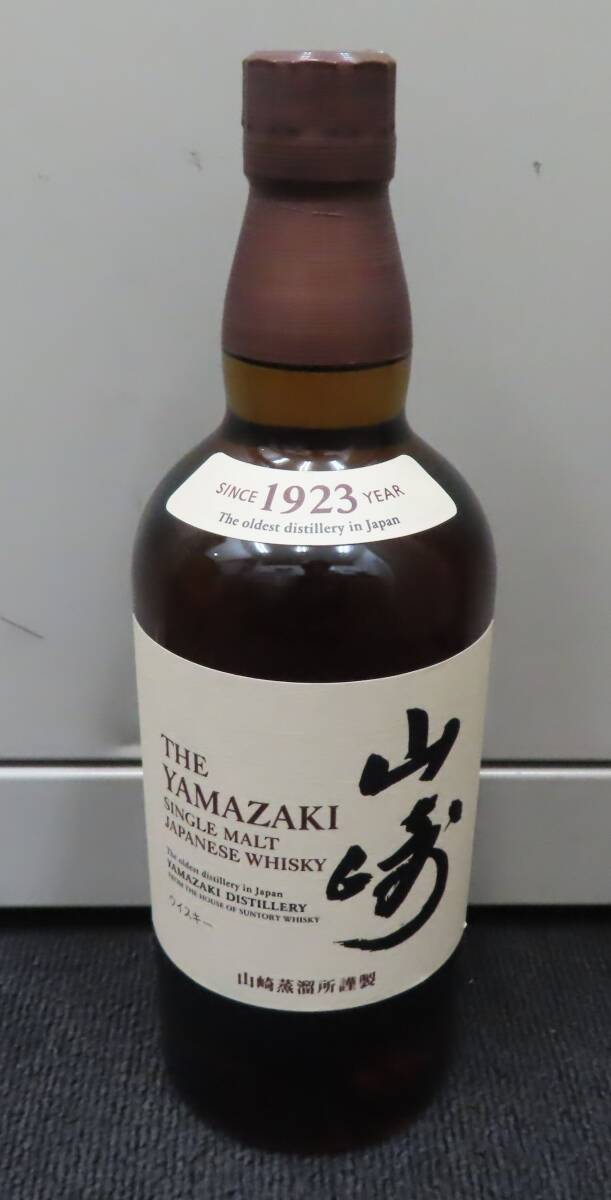 SINCE 1923 YEAR
The oldest distillery in Japan
THE
YAMAZAKI
SINGLE MALT
JAPANESE WHISKY
The oldest distillery in Japan
YAMAZAKI DISTILLERY
FROM THE HOUSE OF SUNTORY WHISKY
ウイスキー
山崎
山崎蒸溜所謹製